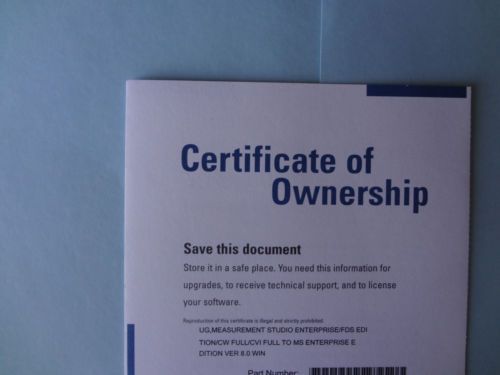 Certificate of
Ownership
Save this document
Store it in a safe place. You need this information for
upgrades, to receive technical support, and to license
your software.
Reproduction of this certificate is illegal and strictly prohibited.
UG,MEASUREMENT STUDIO ENTERPRISE/FDS EDI
TION/CW FULL/CVI FULL TO MS ENTERPRISE E
DITION VER 8.0 WIN
Part Number: